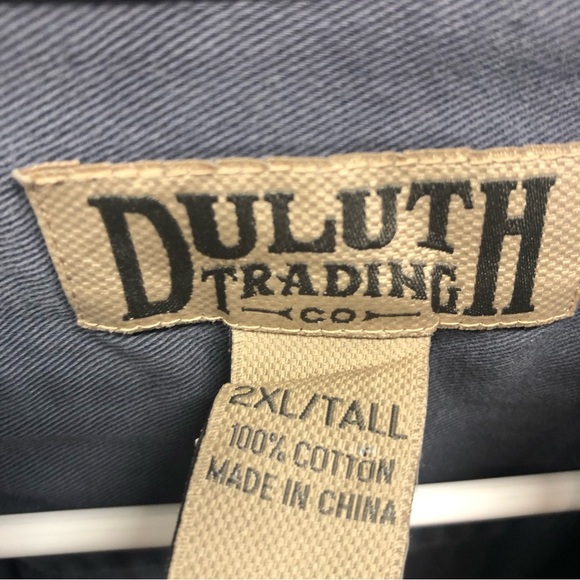 DULUTH
TRADING
CO
2XL/TALL
100% COTTON
MADE IN CHINA